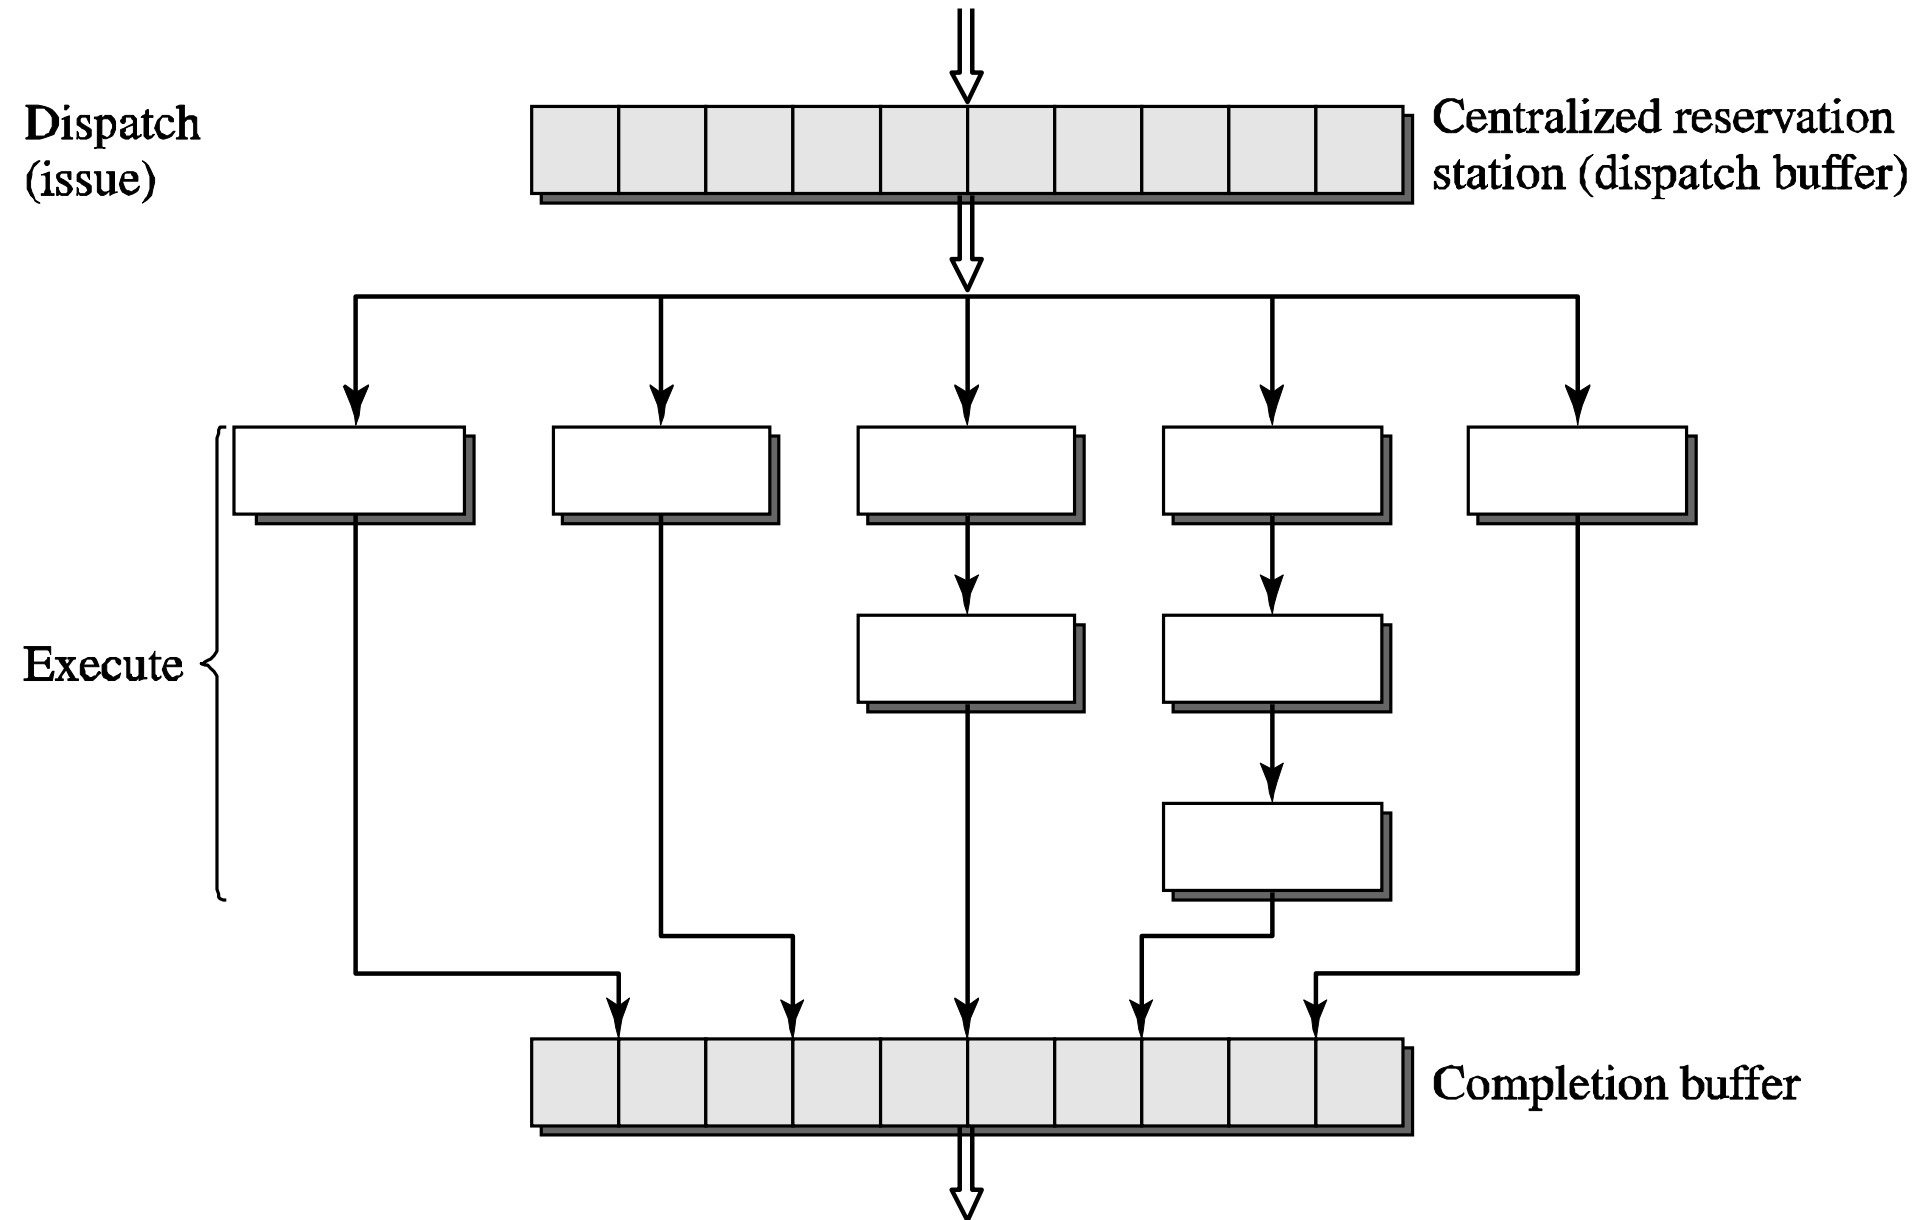 Dispatch
(issue)
Centralized reservation
station (dispatch buffer)
Execute
Completion buffer